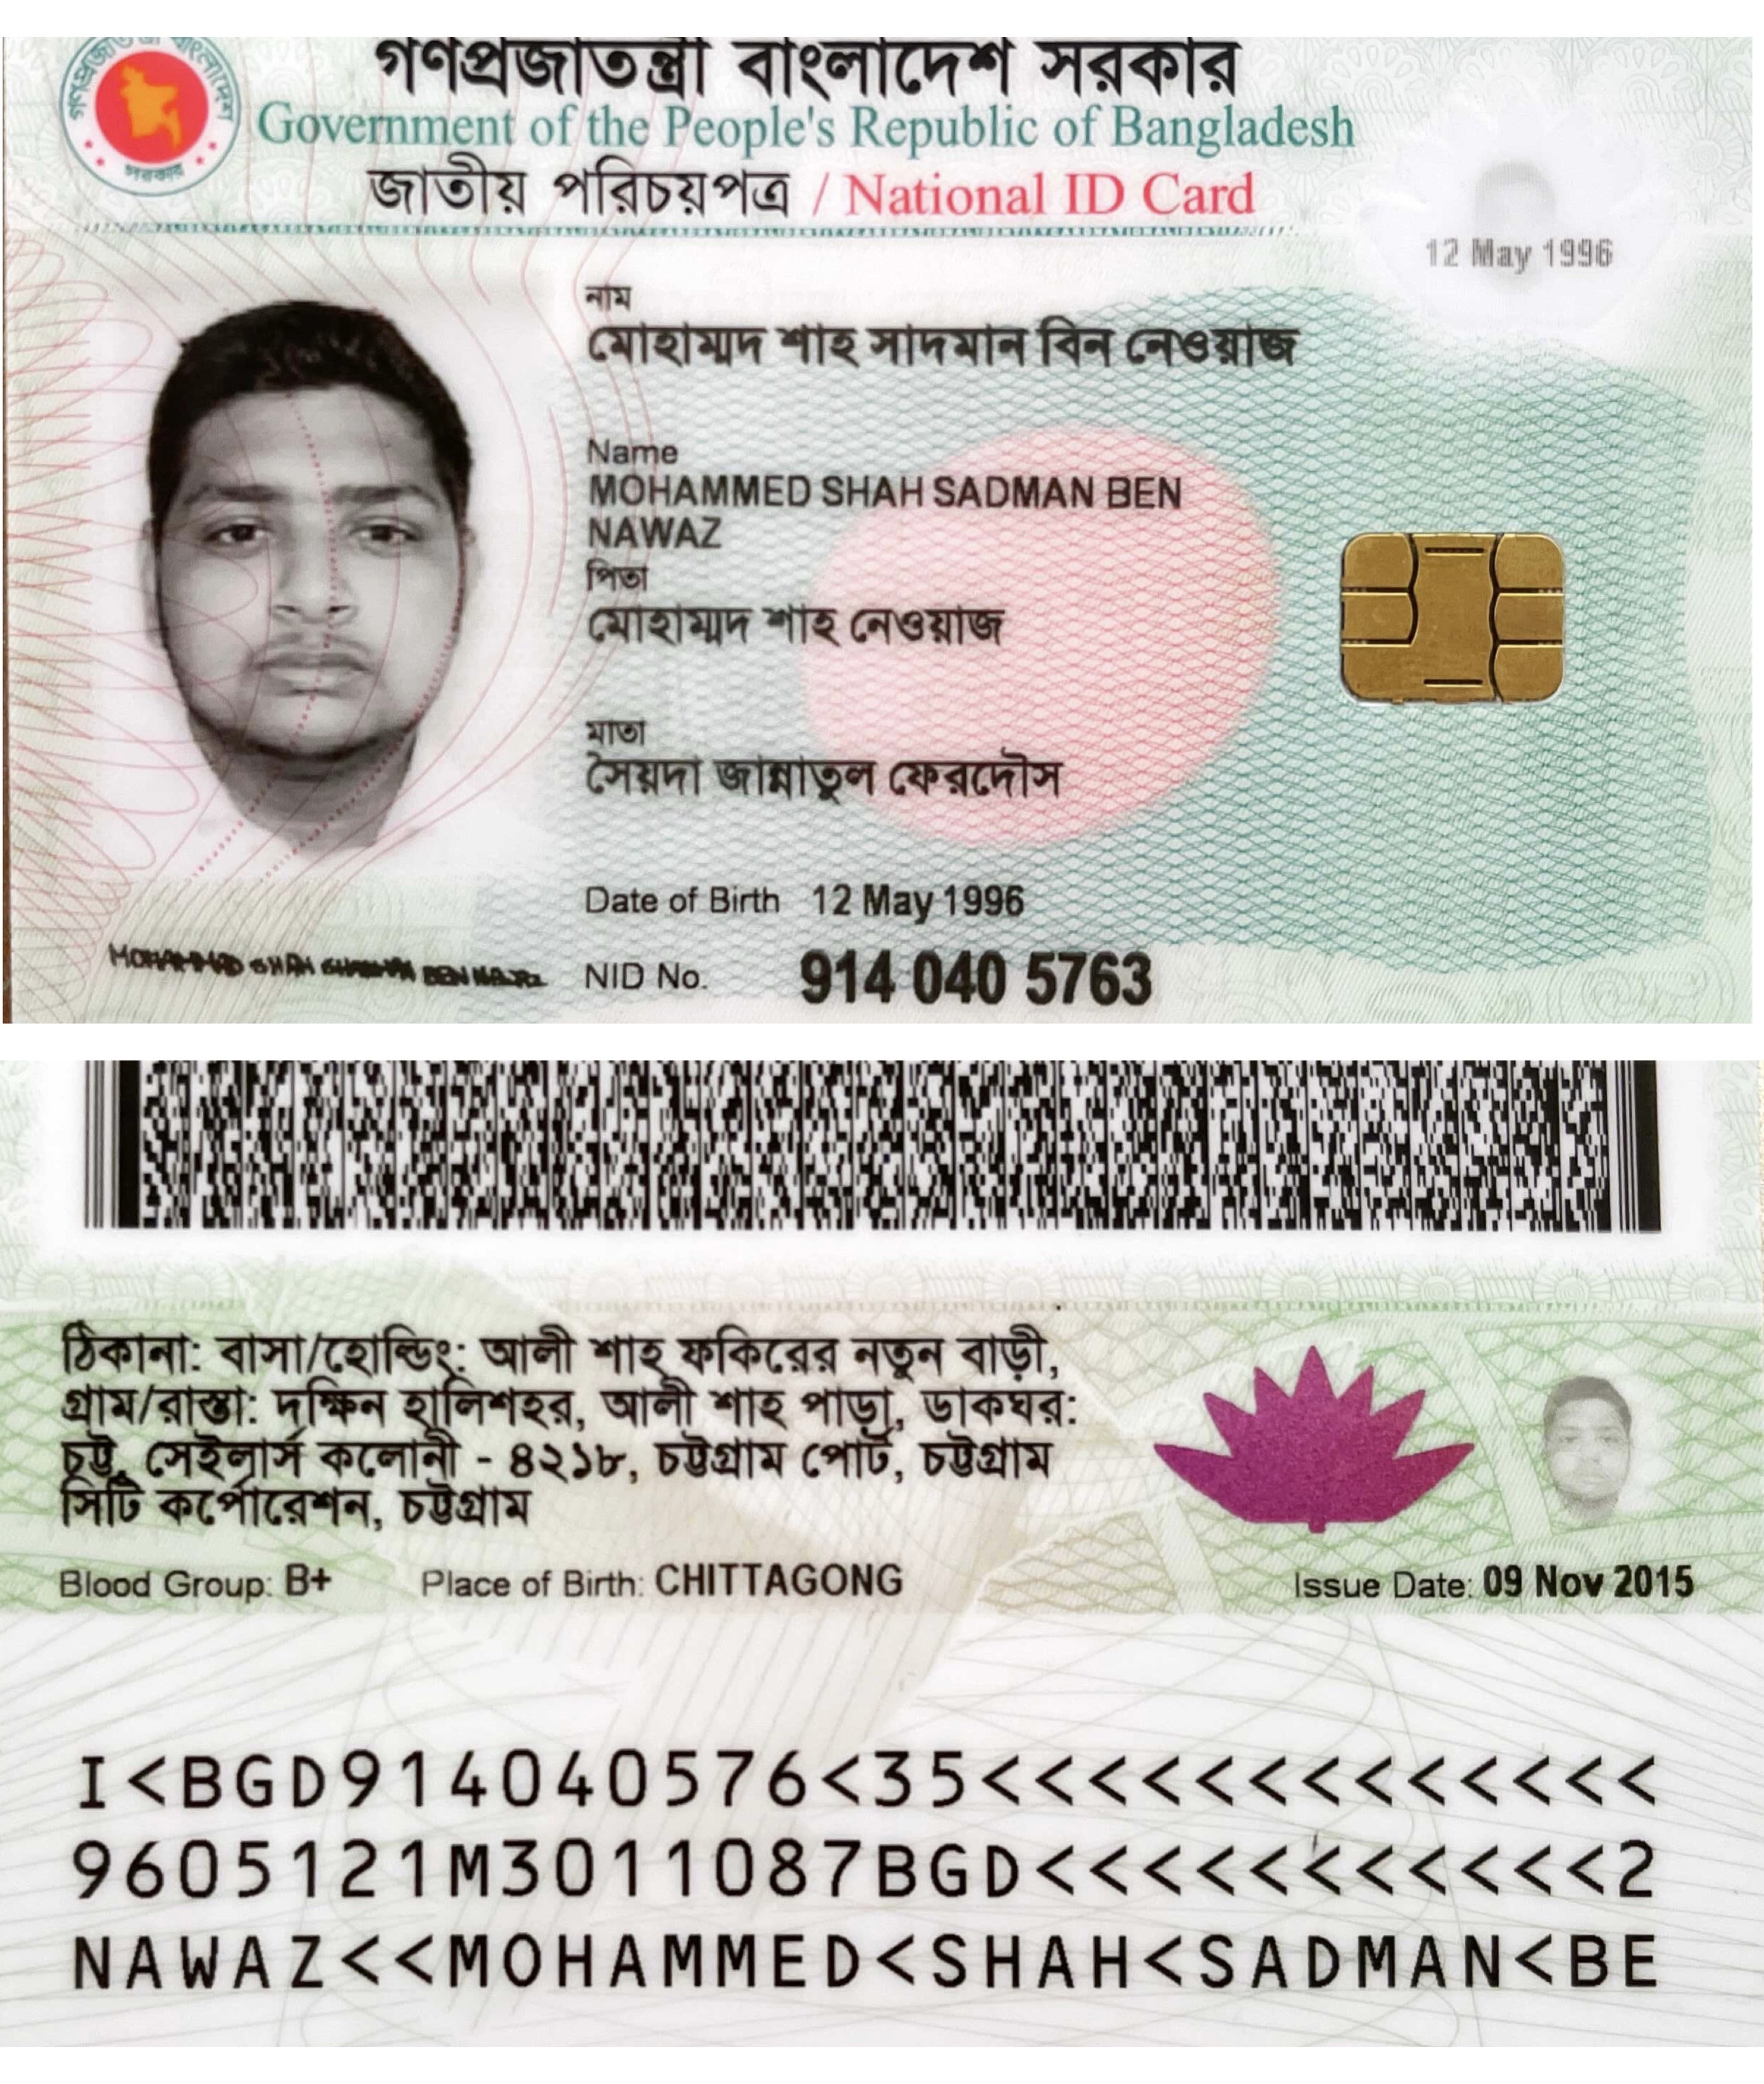 গণপ্রজাতন্ত্রী বাংলাদেশ সরকার
Government of the People's Republic of Bangladesh
জাতীয় পরিচয়পত্র / National ID Card
12 May 1996
নাম
মোহাম্মদ শাহ সাদমান বিন নেওয়াজ
Name
MOHAMMED SHAH SADMAN BEN
NAWAZ
পিতা
মোহাম্মদ শাহ নেওয়াজ
মাতা
সৈয়দা জান্নাতুল ফেরদৌস
Date of Birth 12 May 1996
NID No. 914 040 5763
ঠিকানা: বাসা/হোল্ডিং: আলী শাহ ফকিরের নতুন বাড়ী,
গ্রাম/রাস্তা: দক্ষিন হালিশহর, আলী শাহ পাড়া, ডাকঘর:
চট্ট, সেইলার্স কলোনী - ৪২১৮, চট্টগ্রাম পোর্ট, চট্টগ্রাম
সিটি কর্পোরেশন, চট্টগ্রাম
Blood Group: B+ Place of Birth: CHITTAGONG Issue Date: 09 Nov 2015
I<BGD914040576<35<<<<<<<<<<<<<
9605121M3011087BGD<<<<<<<<<<<2
NAWAZ<<MOHAMMED<SHAH<SADMAN<BE